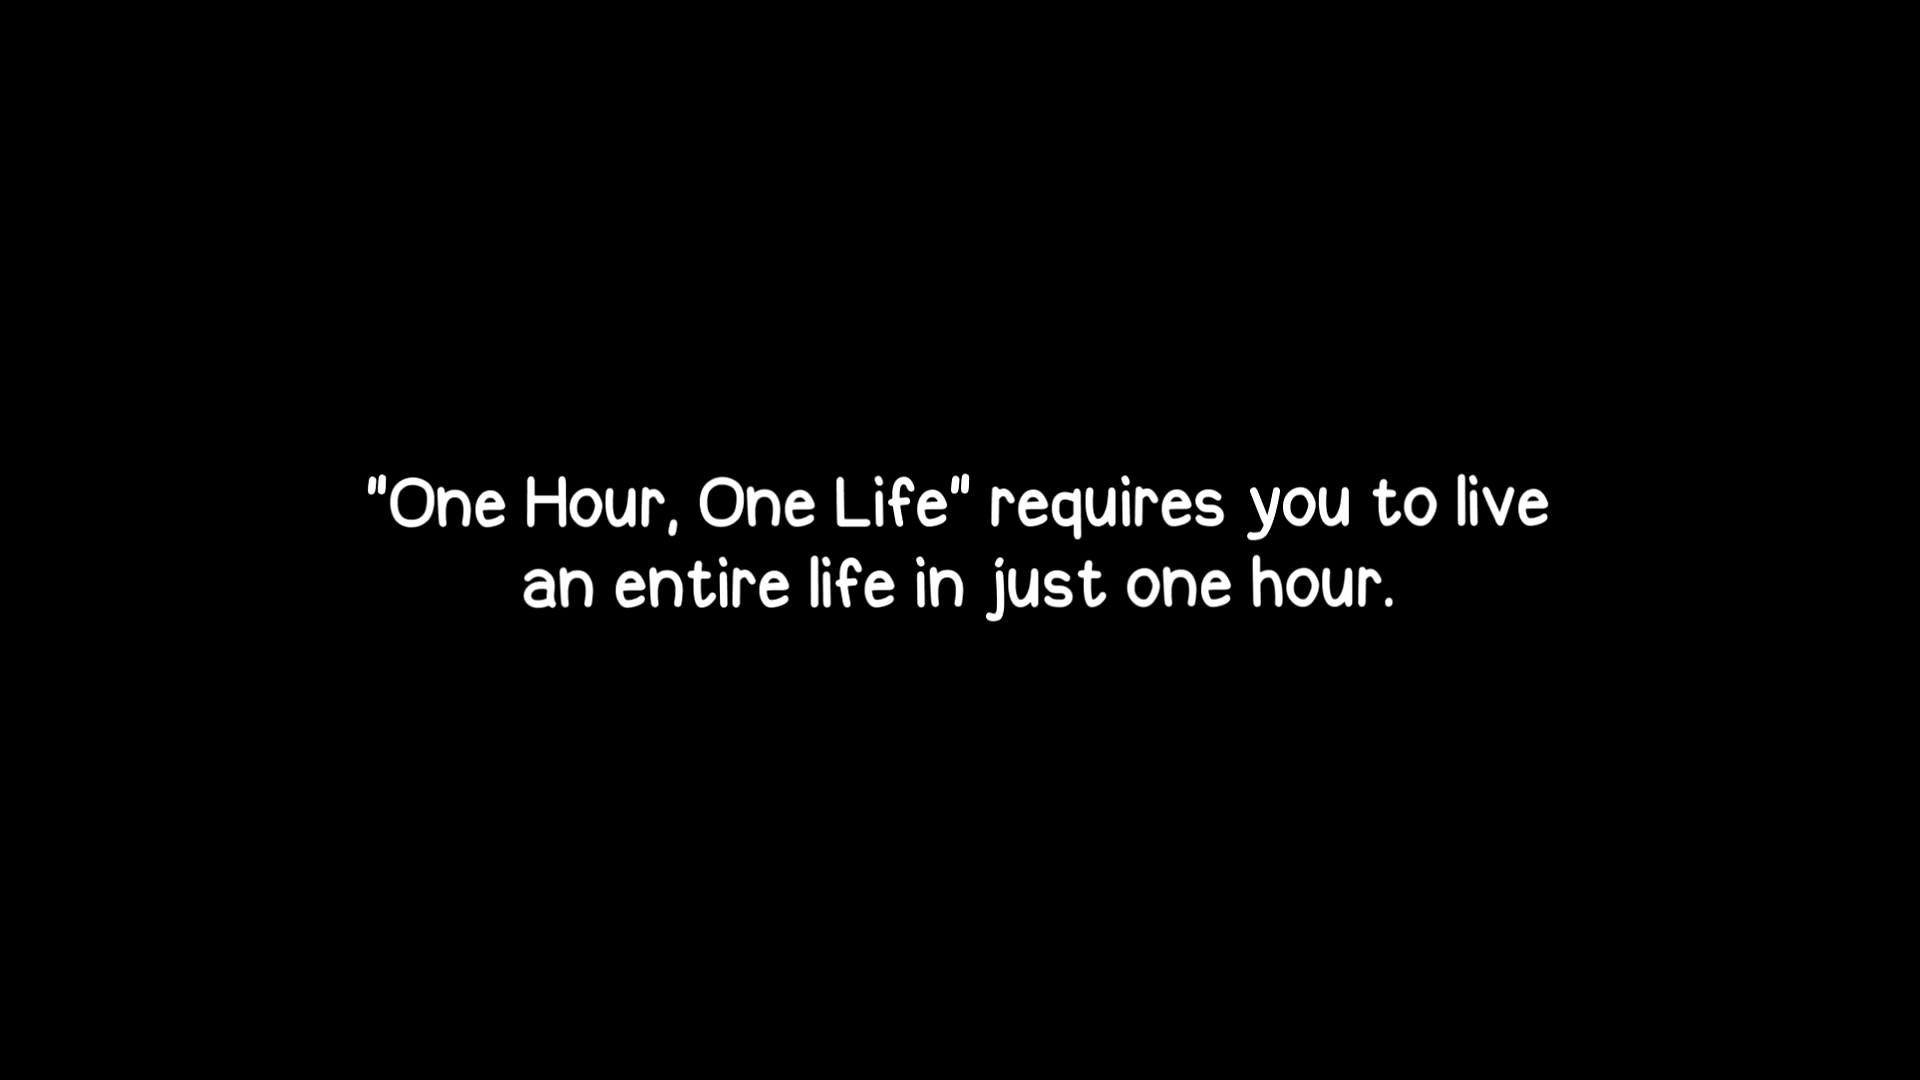 "One Hour, One Life" requires you to live
an entire life in just one hour.